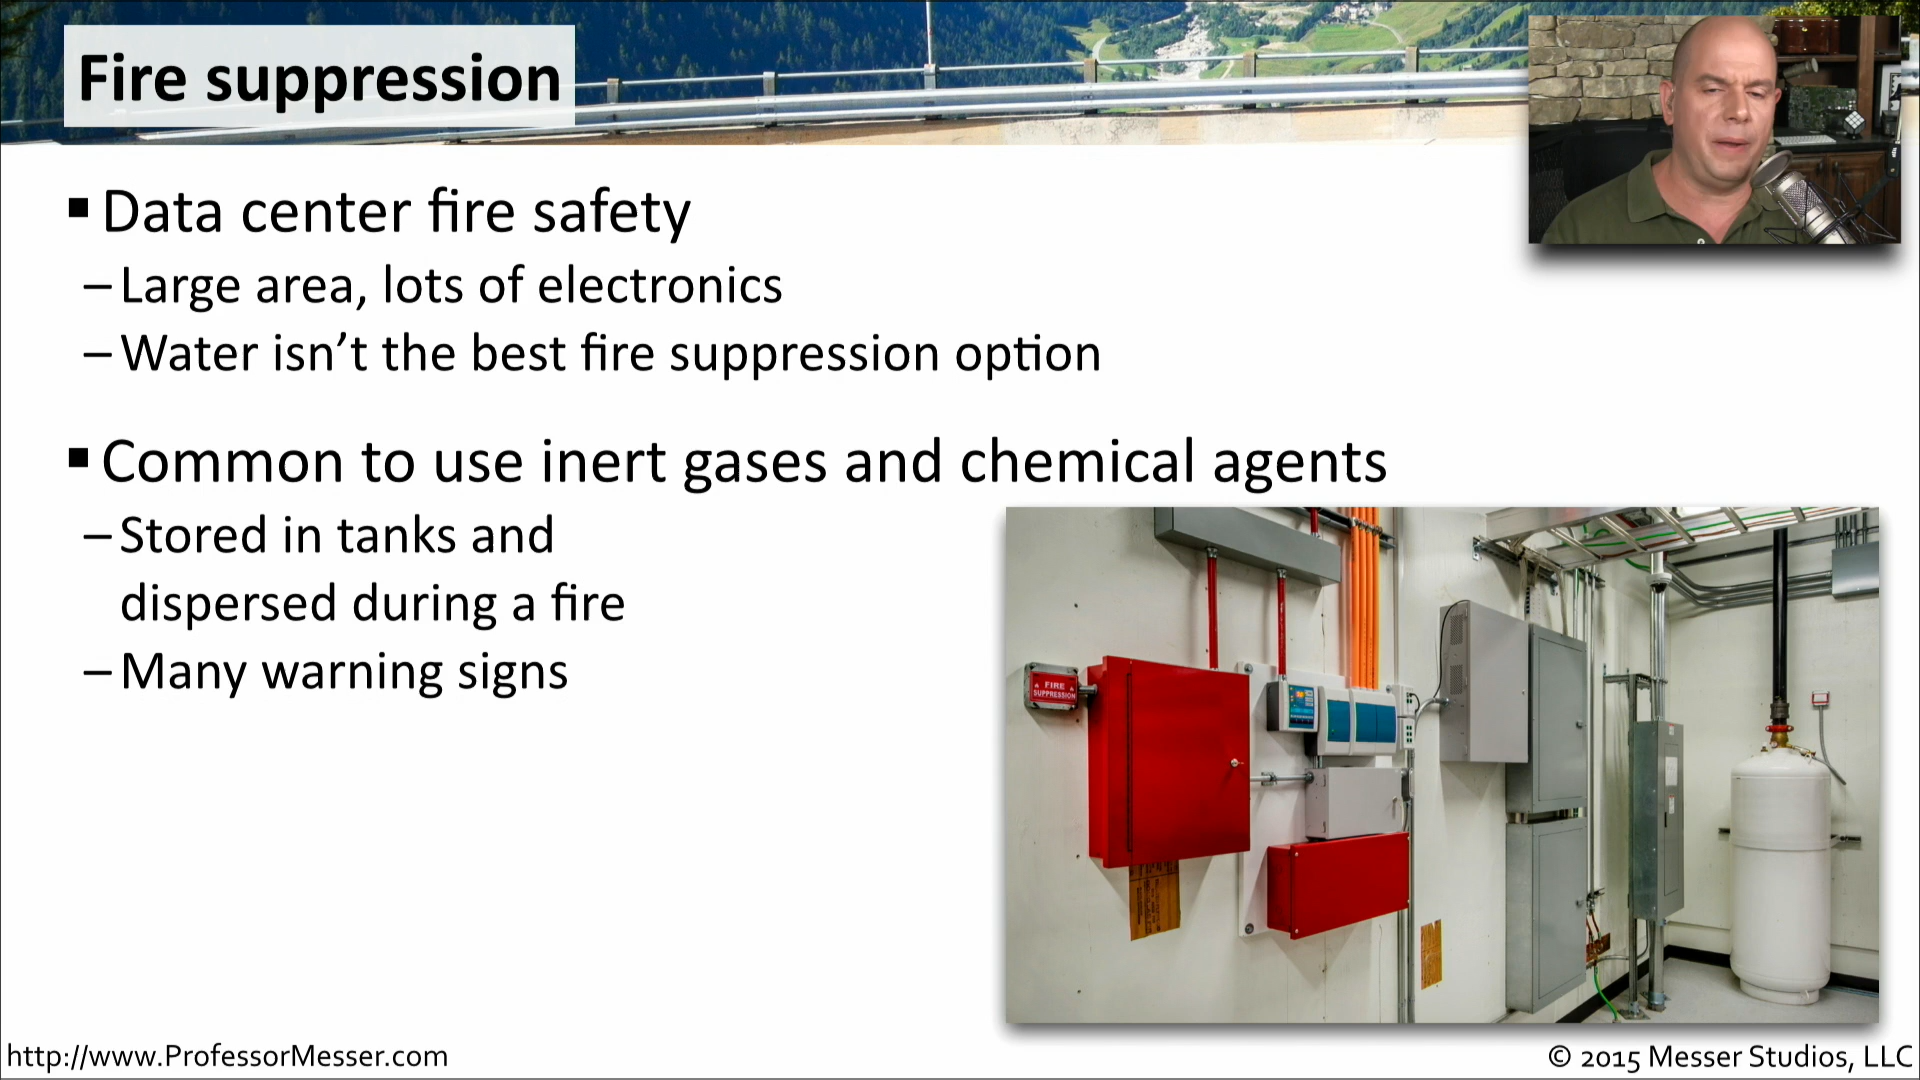 Fire suppression
▪ Data center fire safety
– Large area, lots of electronics
– Water isn’t the best fire suppression option
▪ Common to use inert gases and chemical agents
– Stored in tanks and
dispersed during a fire
– Many warning signs
FIRE
SUPPRESSION
http://www.ProfessorMesser.com
© 2015 Messer Studios, LLC